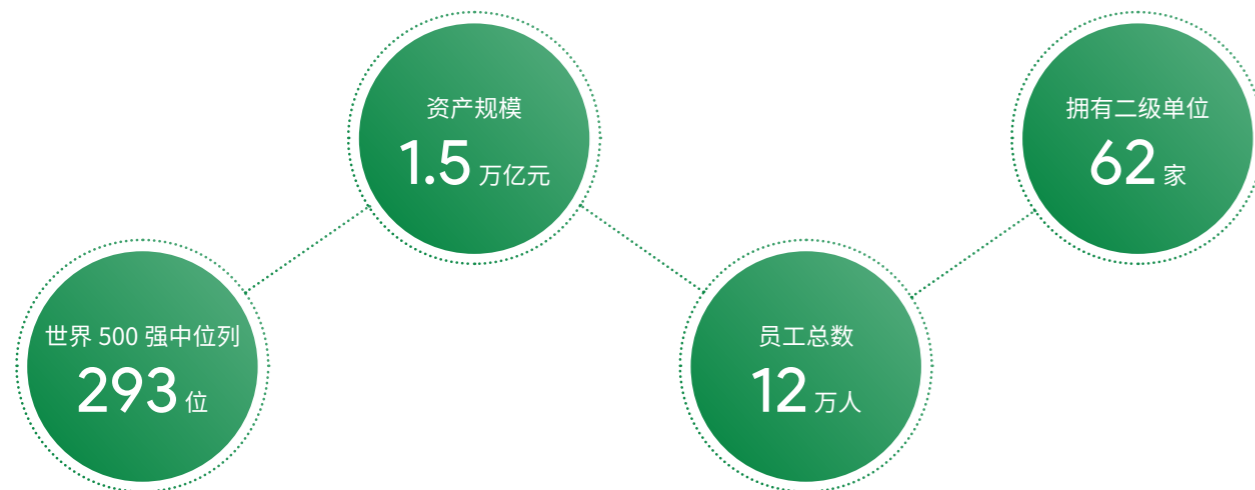 世界 500 强中位列
293 位
资产规模
1.5 万亿元
员工总数
12 万人
拥有二级单位
62 家